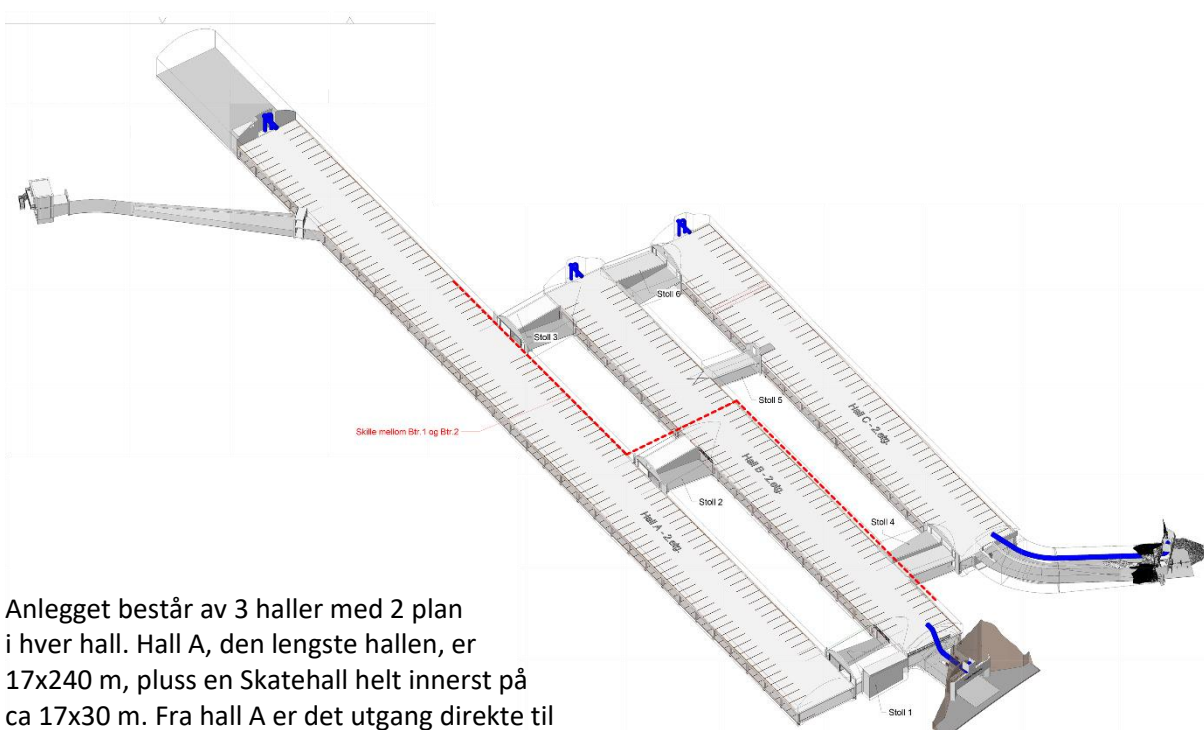 Stoll 6
Stoll 3
Stoll 5
Skille mellom Btr.1 og Btr.2
Hall C - 2.etg.
Hall B - 2.etg.
Stoll 2
Stoll 4
Hall A - 2.etg.
Anlegget består av 3 haller med 2 plan
i hver hall. Hall A, den lengste hallen, er
17x240 m, pluss en Skatehall helt innerst på
ca 17x30 m. Fra hall A er det utgang direkte til
Stoll 1